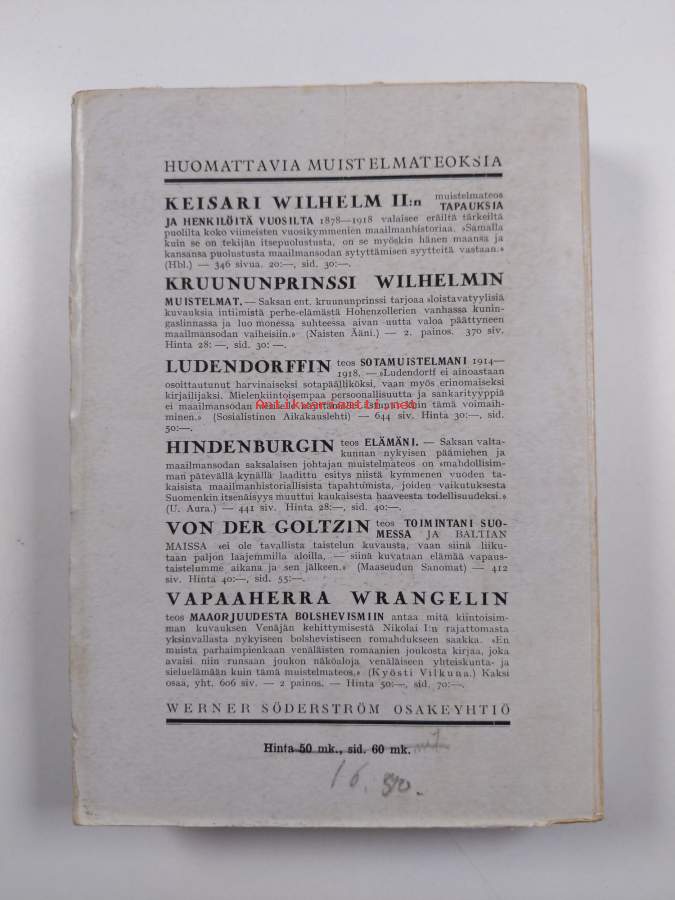 HUOMATTAVIA MUISTELMATEOKSIA
KEISARI WILHELM II:n muistelmateos TAPAUKSIA
JA HENKILÖITÄ VUOSILTA 1878—1918 valaisee eräiltä tärkeiltä
puolilta koko viimeisten vuosikymmenien maailmanhistoriaa. »Samalla
kuin se on tekijän itsepuolustusta, on se myöskin hänen maansa ja
kansansa puolustusta maailmansodan sytyttämisen syytteitä vastaan.«
(Hbl.) — 346 sivua. 20:—, sid. 30:—.
KRUUNUNPRINSSI WILHELMIN
MUISTELMAT. — Saksan ent. kruununprinssi tarjoaa »loistavatyylisiä
kuvauksia intiimistä perhe-elämästä Hohenzollerien vanhassa kunin-
gaslinnassa ja luo monessa suhteessa aivan uutta valoa päättyneen
maailmansodan vaiheisiin.« (Naisten Ääni.) — 2. painos. 370 siv.
Hinta 28: —, sid. 30: —.
LUDENDORFFIN teos SOTAMUISTELMANI 1914—
1918. — »Ludendorff ei ainoastaan
osoittautunut harvinaiseksi sotapäälliköksi, vaan myös erinomaiseksi
kirjailijaksi. Mielenkiintoisempaa persoonallisuutta ja sankarityyppiä
ei maailmansodan
minen.« (Sosialistinen Aikakauslehti) — 644 siv. Hinta 30:—, sid.
50:—.
Antikvariaatti.net
HINDENBURGIN teos ELÄMÄNI. — Saksan valta-
kunnan nykyisen päämiehen ja
maailmansodan saksalaisen johtajan muistelmateos on »mahdollisim-
man pätevällä kynällä laadittu esitys niistä kymmenen vuoden ta-
kaisista maailmanhistoriallisista tapahtumista, joiden vaikutuksesta
Suomenkin itsenäisyys muuttui kaukaisesta haaveesta todellisuudeksi.»
(U. Aura.) — 441 siv. Hinta 28:—, sid. 40:—.
VON DER GOLTZIN teos TOIMINTANI SUO-
MESSA JA BALTIAN
MAISSA »ei ole tavallista taistelun kuvausta, vaan siinä liiku-
taan paljon laajemmilla aloilla, — siinä kuvataan elämää vapaus-
taistelumme aikana ja sen jälkeen.« (Maaseudun Sanomat) — 412
siv. Hinta 40:—, sid. 55:—.
VAPAAHERRA WRANGELIN
teos MAAORJUUDESTA BOLSHEVISMIIN antaa mitä kiintoisim-
man kuvauksen Venäjän kehittymisestä Nikolai I:n rajattomasta
yksinvallasta nykyiseen bolshevistiseen romahdukseen saakka. »En
muista parhaimpienkaan venäläisten romaanien joukosta kirjaa, joka
avaisi niin runsaan joukon näköaloja venäläiseen yhteiskunta- ja
sieluelämään kuin tämä muistelmateos.» (Kyösti Vilkuna.) Kaksi
osaa, yht. 606 siv. — 2 painos. — Hinta 50:—, sid. 70:—.
WERNER SÖDERSTRÖM OSAKEYHTIÖ
Hinta 50 mk., sid. 60 mk.